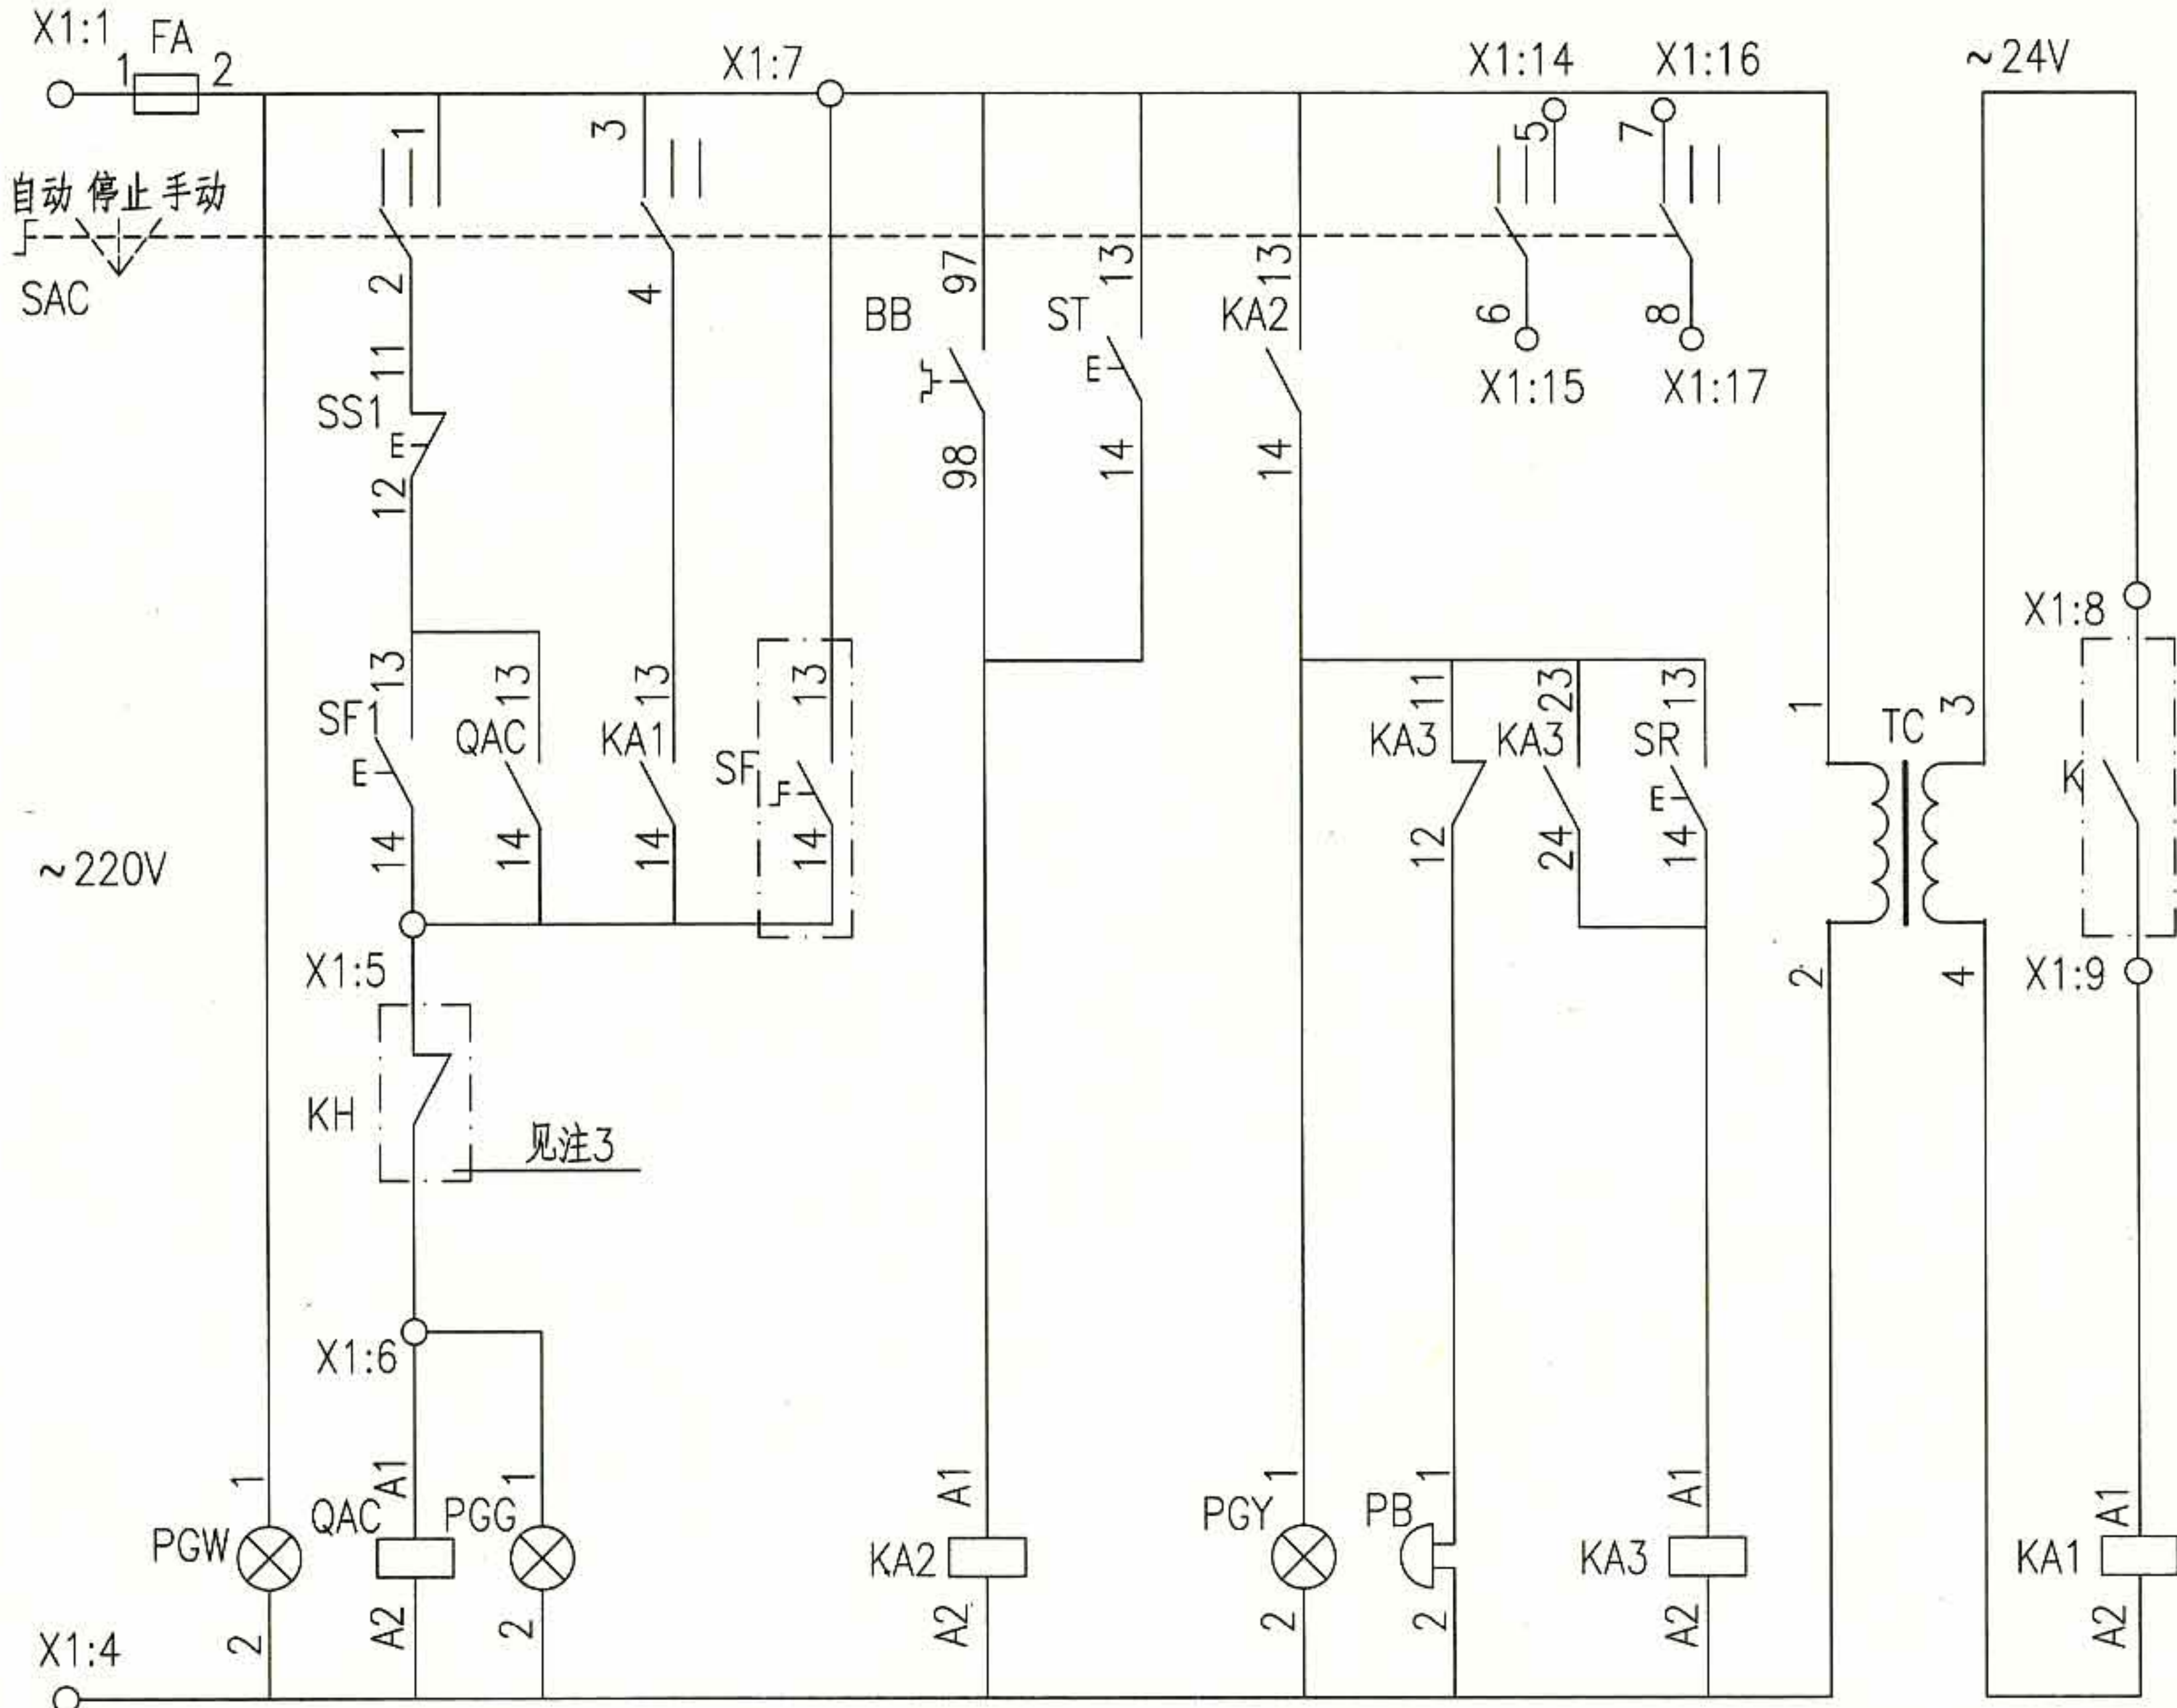 X1:1
FA
1
2
X1:7
X1:14
X1:16
~24V
1
3
5
7
自动 停止 手动
SAC
2
4
97
13
13
6
8
BB
ST
KA2
X1:15
X1:17
11
SS1
E
E
12
98
14
14
X1:8
13
13
13
13
11
23
13
1
3
SF1
QAC
KA1
SF
KA3
KA3
SR
TC
K
E
E
14
14
14
14
12
24
14
~220V
X1:5
2
4
X1:9
KH
见注3
X1:6
1
A1
1
A1
1
1
A1
A1
PGW
QAC
PGG
KA2
PGY
PB
KA3
KA1
2
A2
2
A2
2
2
A2
A2
X1:4